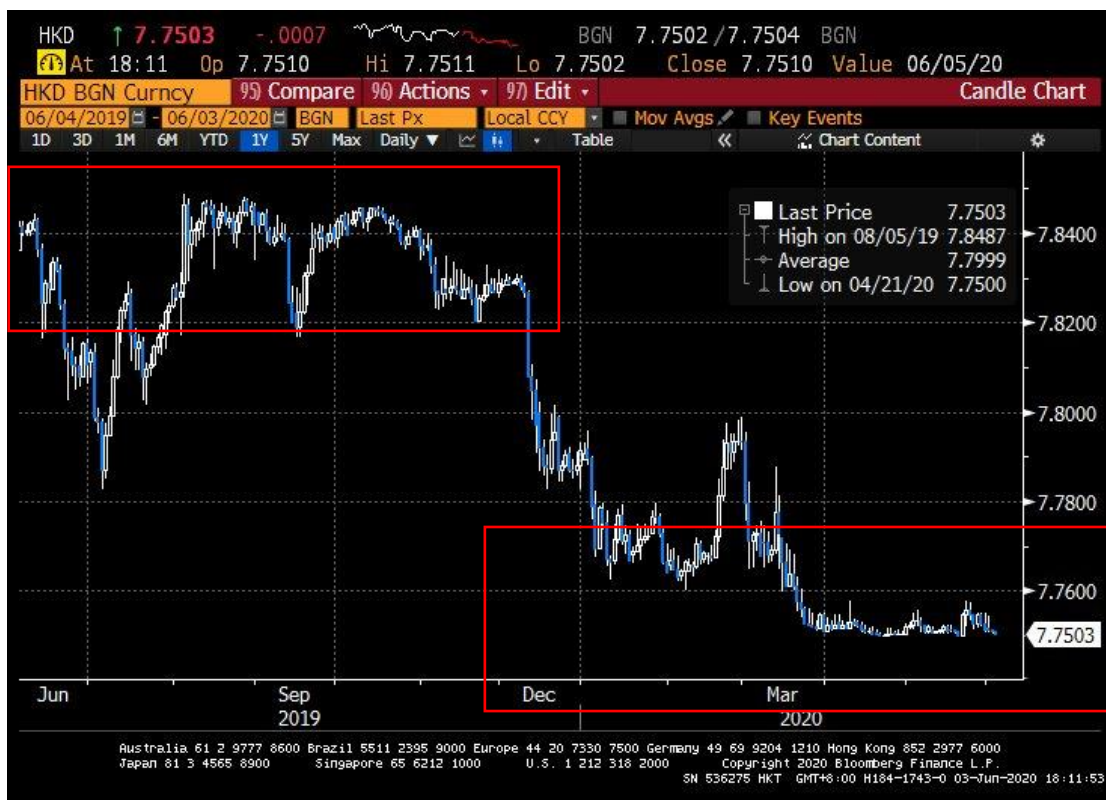 HKD ↑ 7.7503 -.0007 BGN 7.7502/7.7504 BGN
At 18:11 Op 7.7510 Hi 7.7511 Lo 7.7502 Close 7.7510 Value 06/05/20
HKD BGN Curncy 95) Compare 96) Actions 97) Edit Candle Chart
06/04/2019 - 06/03/2020 BGN Last Px Local CCY Mov Avgs Key Events
1D 3D 1M 6M YTD 1Y 5Y Max Daily ▼ Table « Chart Content
Last Price 7.7503
High on 08/05/19 7.8487
Average 7.7999
Low on 04/21/20 7.7500
7.8400
7.8200
7.8000
7.7800
7.7600
7.7503
Jun Sep Dec Mar
2019 2020
Australia 61 2 9777 8600 Brazil 5511 2395 9000 Europe 44 20 7330 7500 Germany 49 69 9204 1210 Hong Kong 852 2977 6000
Japan 81 3 4565 8900 Singapore 65 6212 1000 U.S. 1 212 318 2000 Copyright 2020 Bloomberg Finance L.P.
SN 536275 HKT GMT+8:00 H184-1743-0 03-Jun-2020 18:11:53